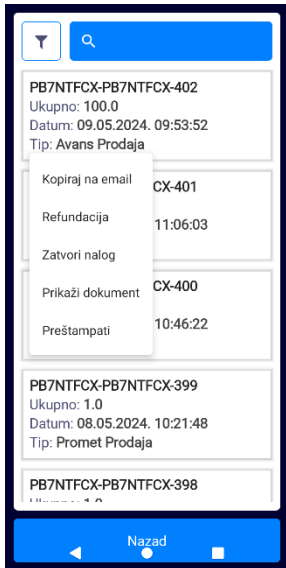 PB7NTFCX-PB7NTFCX-402
Ukupno: 100.0
Datum: 09.05.2024. 09:53:52
Tip: Avans Prodaja
Kopiraj na email
Refundacija
Zatvori nalog
Prikaži dokument
Preštampati
CX-401
11:06:03
CX-400
10:46:22
PB7NTFCX-PB7NTFCX-399
Ukupno: 1.0
Datum: 08.05.2024. 10:21:48
Tip: Promet Prodaja
PB7NTFCX-PB7NTFCX-398
Nazad